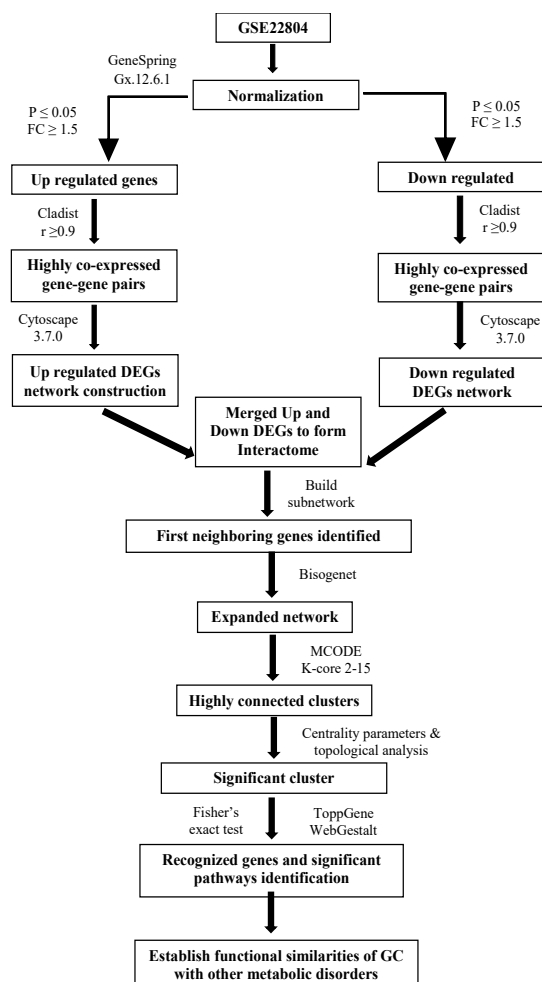 GSE22804
GeneSpring
Gx.12.6.1
Normalization
P ≤ 0.05
FC ≥ 1.5
P ≤ 0.05
FC ≥ 1.5
Up regulated genes
Down regulated
Cladist
r ≥0.9
Cladist
r ≥0.9
Highly co-expressed
gene-gene pairs
Highly co-expressed
gene-gene pairs
Cytoscape
3.7.0
Cytoscape
3.7.0
Up regulated DEGs
network construction
Down regulated
DEGs network
Merged Up and
Down DEGs to form
Interactome
Build
subnetwork
First neighboring genes identified
Bisogenet
Expanded network
MCODE
K-core 2-15
Highly connected clusters
Centrality parameters &
topological analysis
Significant cluster
Fisher's
exact test
ToppGene
WebGestalt
Recognized genes and significant
pathways identification
Establish functional similarities of GC
with other metabolic disorders